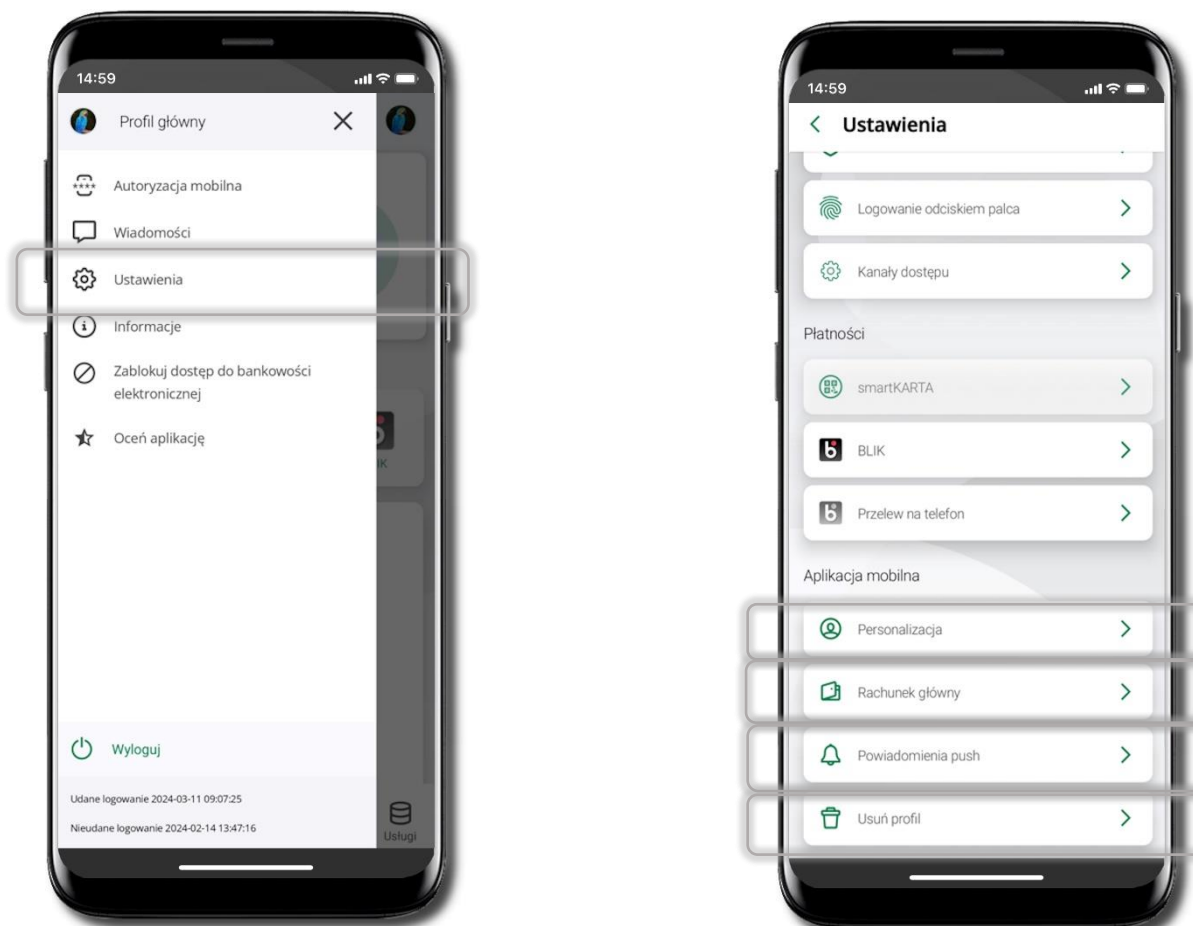 14:59
Profil główny
Autoryzacja mobilna
Wiadomości
Ustawienia
Informacje
Zablokuj dostęp do bankowości
elektronicznej
Oceń aplikację
Wyloguj
Udane logowanie 2024-03-11 09:07:25
Nieudane logowanie 2024-02-14 13:47:16
IK
Usługi
14:59
Ustawienia
Logowanie odciskiem palca
Kanały dostępu
Płatności
smartKARTA
BLIK
Przelew na telefon
Aplikacja mobilna
Personalizacja
Rachunek główny
Powiadomienia push
Usuń profil